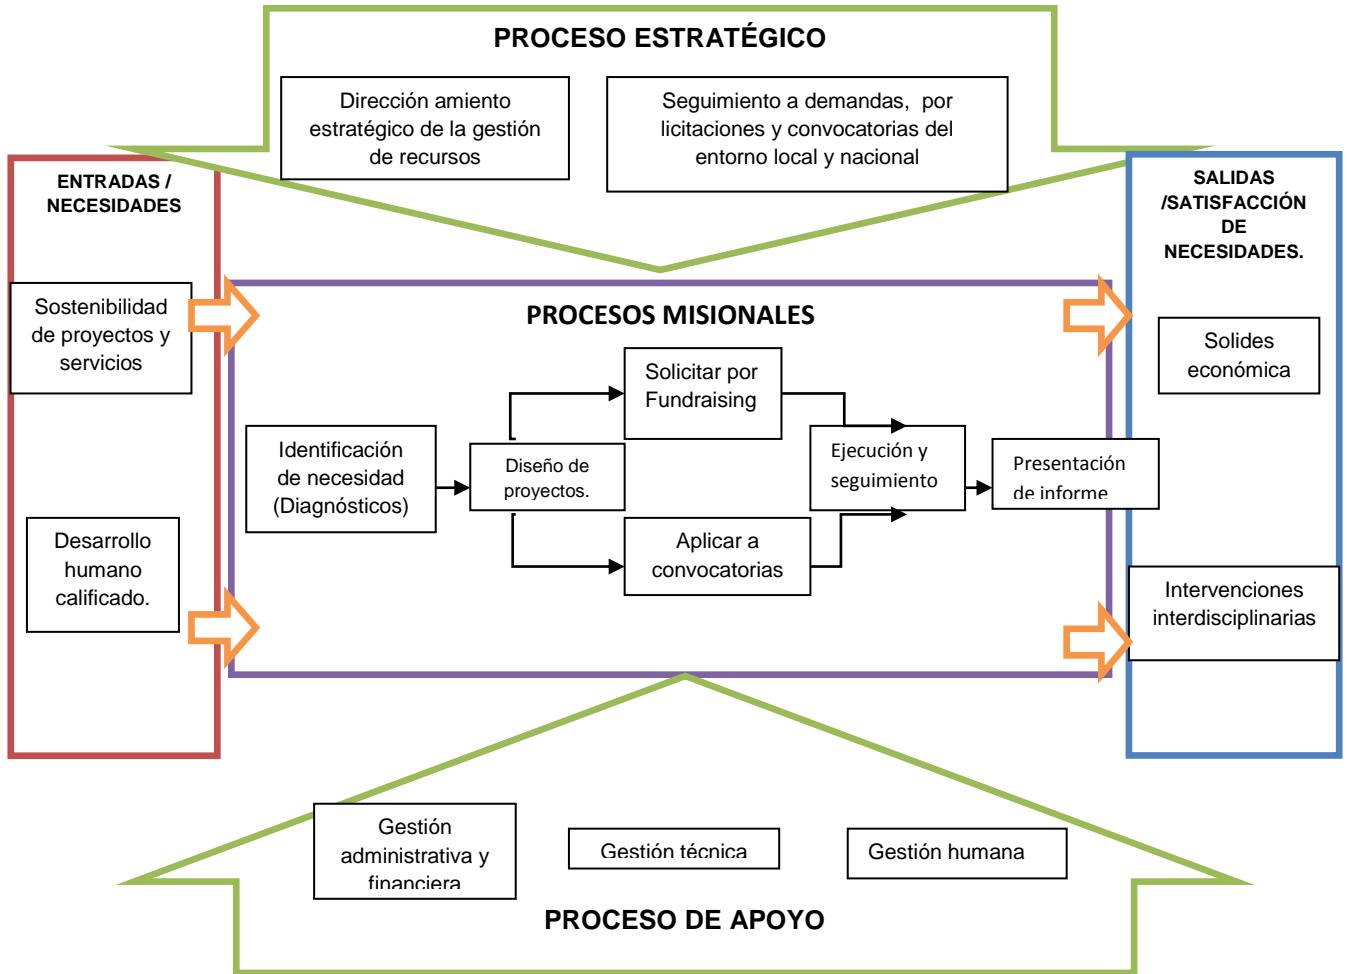 PROCESO ESTRATÉGICO
Dirección amiento
estratégico de la gestión
de recursos
Seguimiento a demandas, por
licitaciones y convocatorias del
entorno local y nacional
ENTRADAS /
NECESIDADES
Sostenibilidad
de proyectos y
servicios
Desarrollo
humano
calificado.
PROCESOS MISIONALES
Identificación
de necesidad
(Diagnósticos)
Diseño de
proyectos.
Solicitar por
Fundraising
Aplicar a
convocatorias
Ejecución y
seguimiento
Presentación
de informe
SALIDAS
/SATISFACCIÓN
DE
NECESIDADES.
Solides
económica
Intervenciones
interdisciplinarias
Gestión
administrativa y
financiera
Gestión técnica
Gestión humana
PROCESO DE APOYO